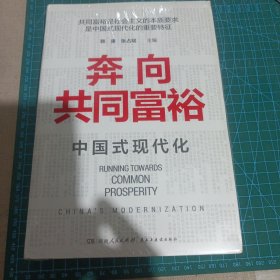 共同富裕是社会主义的本质要求
是中国式现代化的重要特征
主编
奔向
共同富裕
中国式现代化
RUNNING TOWARDS
COMMON
PROSPERITY
CHINA'S MODERNIZATION